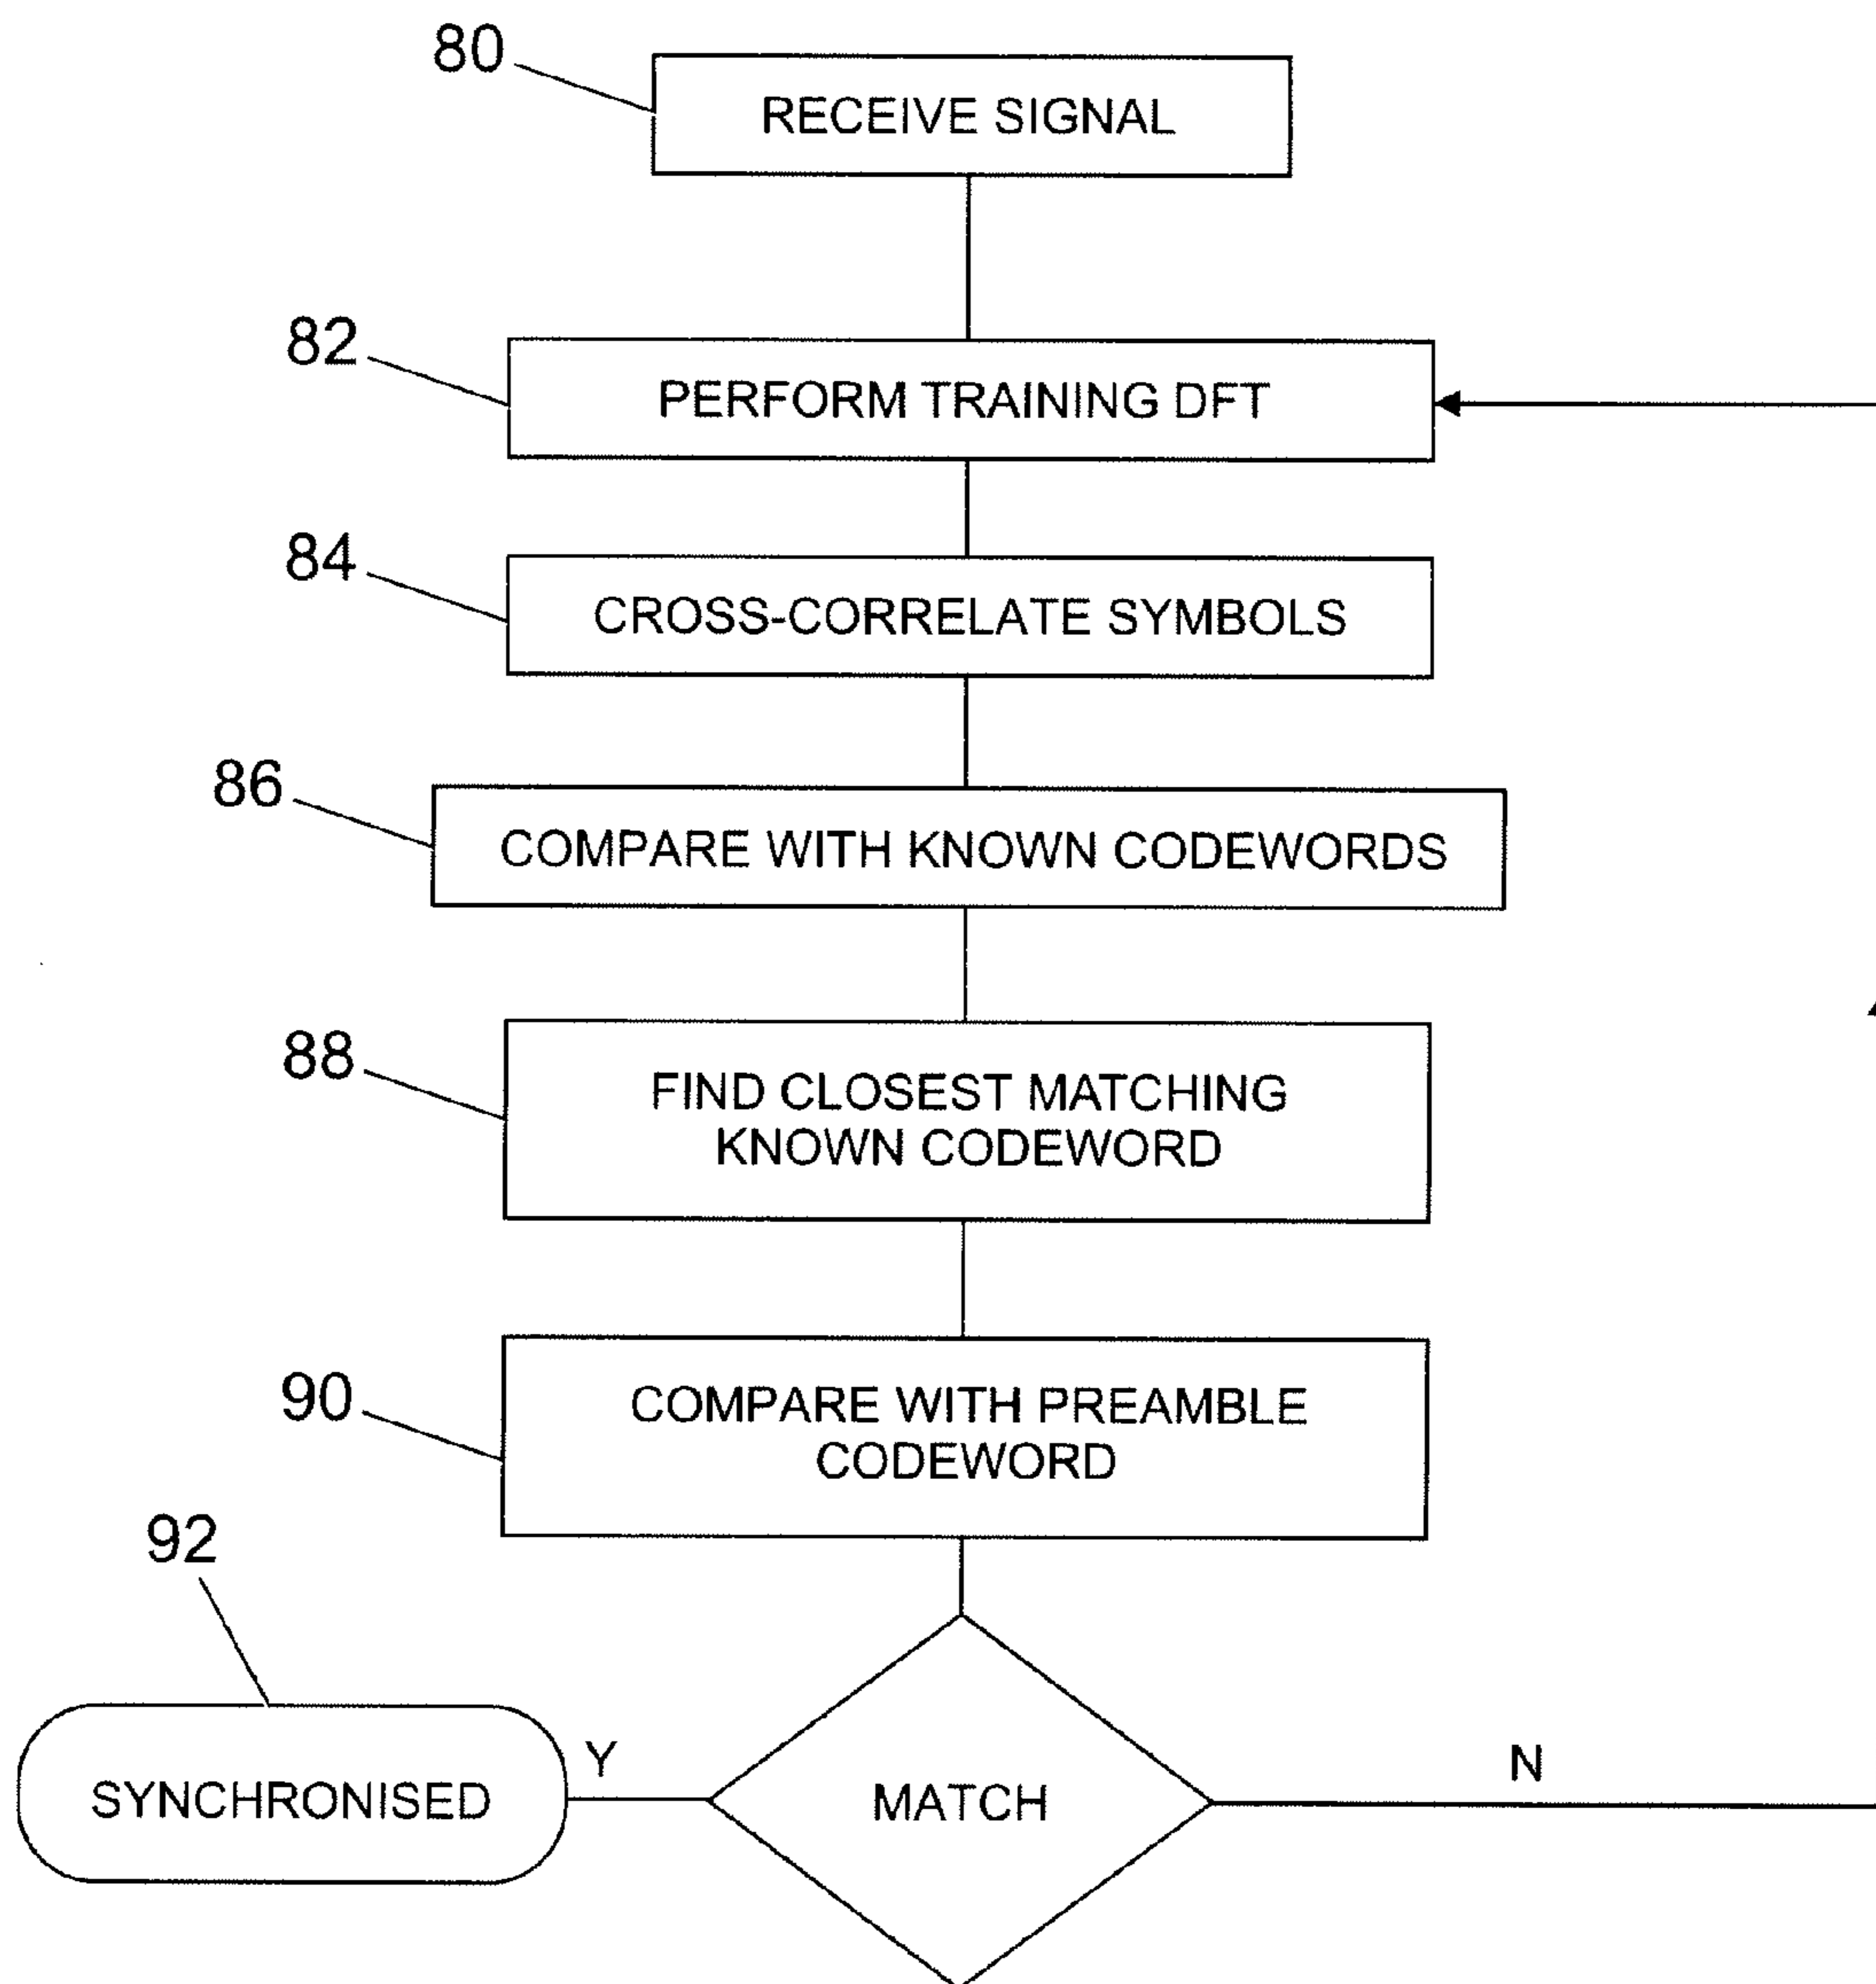 80
RECEIVE SIGNAL
82
PERFORM TRAINING DFT
84
CROSS-CORRELATE SYMBOLS
86
COMPARE WITH KNOWN CODEWORDS
88
FIND CLOSEST MATCHING
KNOWN CODEWORD
90
COMPARE WITH PREAMBLE
CODEWORD
92
SYNCHRONISED
Y
MATCH
N